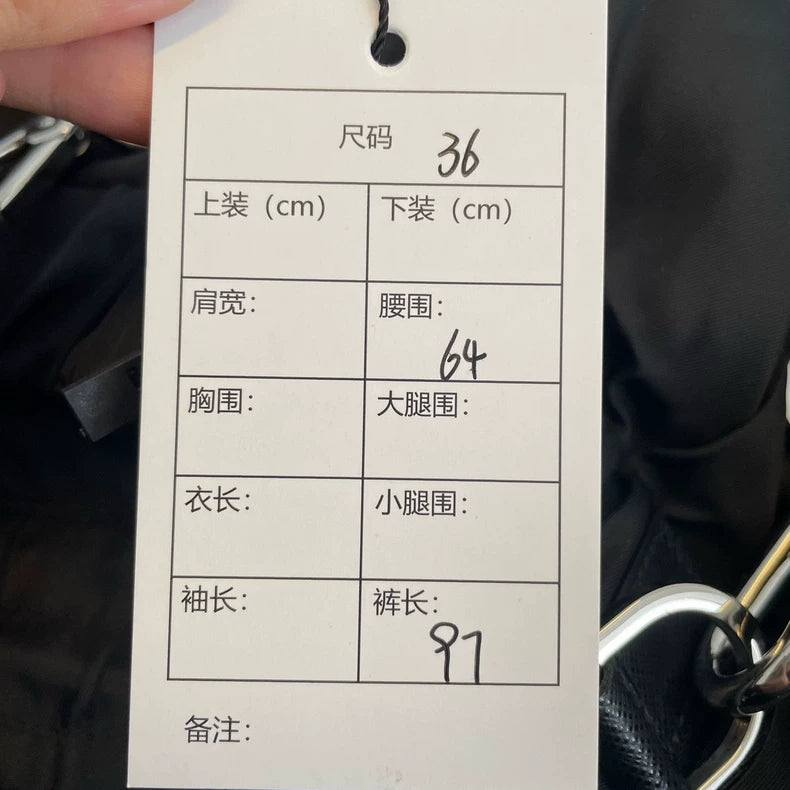 尺码 36
上装（cm） 下装（cm）
肩宽： 腰围：
64
胸围： 大腿围：
衣长： 小腿围：
袖长： 裤长：
97
备注：